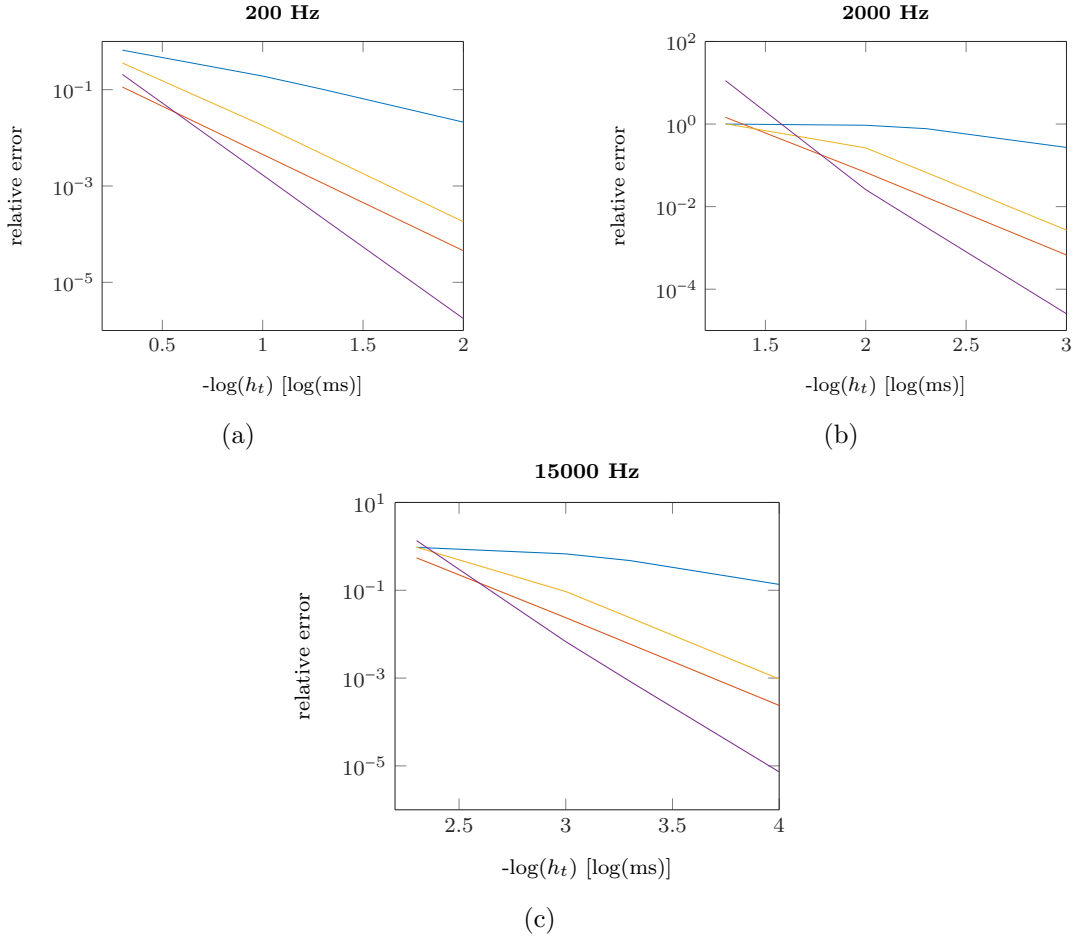 200 Hz
relative error
10^{-1}
10^{-3}
10^{-5}
0.5 1 1.5 2
-log(h_t) [log(ms)]
(a)
2000 Hz
relative error
10^2
10^0
10^{-2}
10^{-4}
1.5 2 2.5 3
-log(h_t) [log(ms)]
(b)
15000 Hz
relative error
10^1
10^{-1}
10^{-3}
10^{-5}
2.5 3 3.5 4
-log(h_t) [log(ms)]
(c)